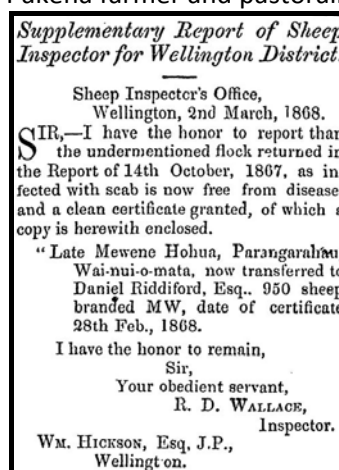 Supplementary Report of Sheep
Inspector for Wellington District.
Sheep Inspector's Office,
Wellington, 2nd March, 1868.
SIR,—I have the honor to report that
the undermentioned flock returned in
the Report of 14th October, 1867, as in-
fected with scab is now free from disease
and a clean certificate granted, of which a
copy is herewith enclosed.
"Late Mewene Hohua, Parangarahau
Wai-nui-o-mata, now transferred to
Daniel Riddiford, Esq.. 950 sheep
branded MW, date of certificate
28th Feb., 1868.
I have the honor to remain,
Sir,
Your obedient servant,
R. D. WALLACE,
Inspector.
WM. HICKSON, Esq, J.P.,
Wellington.